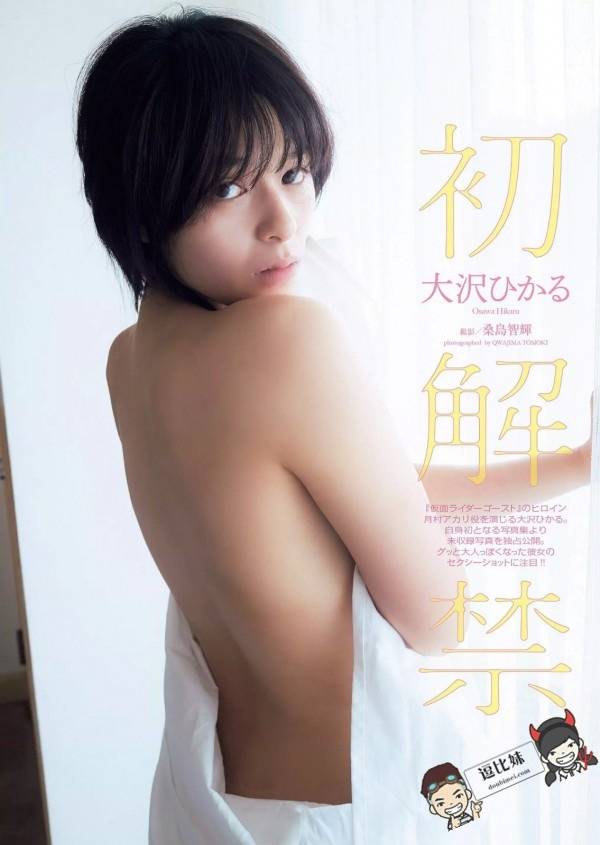 初解禁
大沢ひかる
Osawa Hikaru
撮影／桑島智輝
photographed by QWAJIMA TOMOKI
『仮面ライダーゴースト』のヒロイン
月村アカリ役を演じる大沢ひかる。
自身初となる写真集より
未収録写真を独占公開。
グッと大人っぽくなった彼女の
セクシーショットに注目!!
逗比妹
doubimei.com